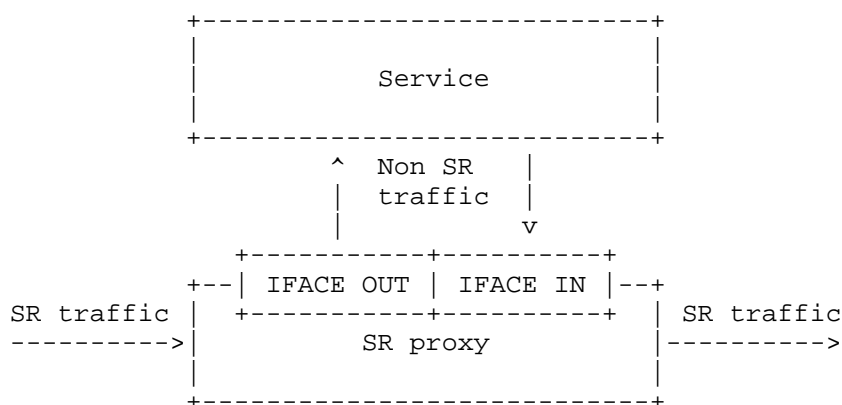 Service
Non SR
traffic
IFACE OUT | IFACE IN
SR traffic SR traffic
SR proxy